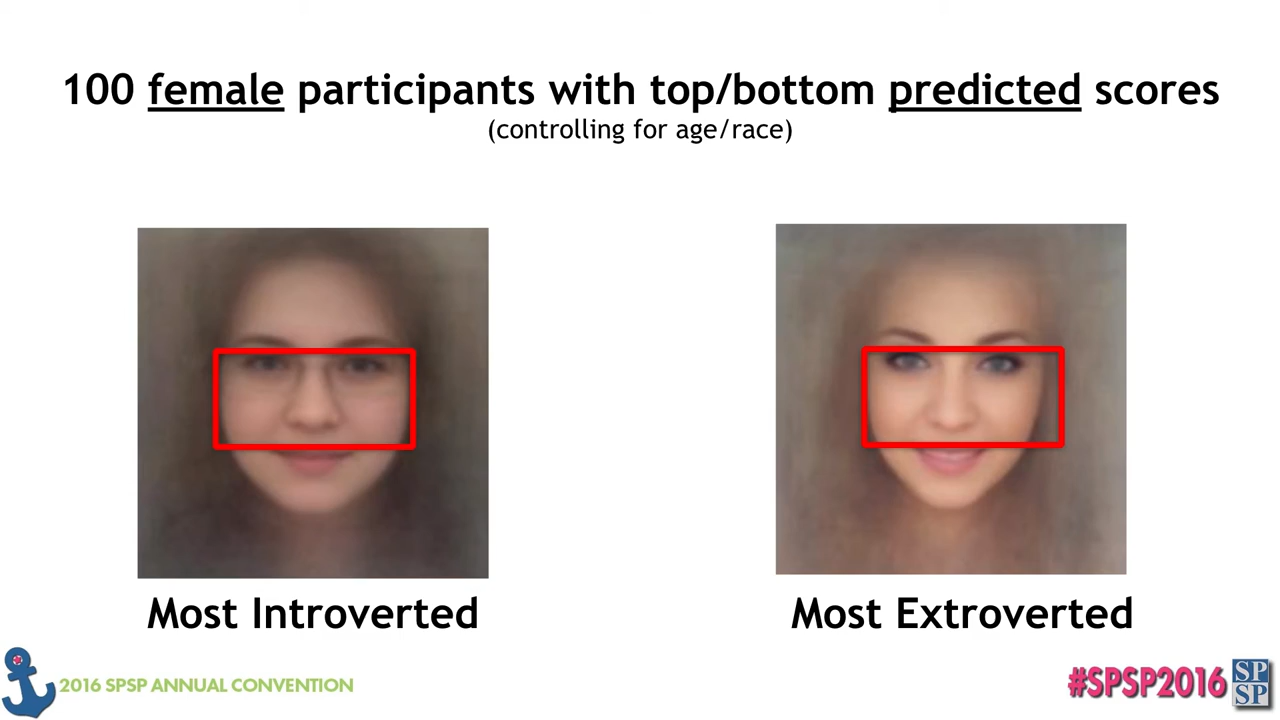 100 female participants with top/bottom predicted scores
(controlling for age/race)
Most Introverted
Most Extroverted
2016 SPSP ANNUAL CONVENTION
#SPSP2016
SP
SP